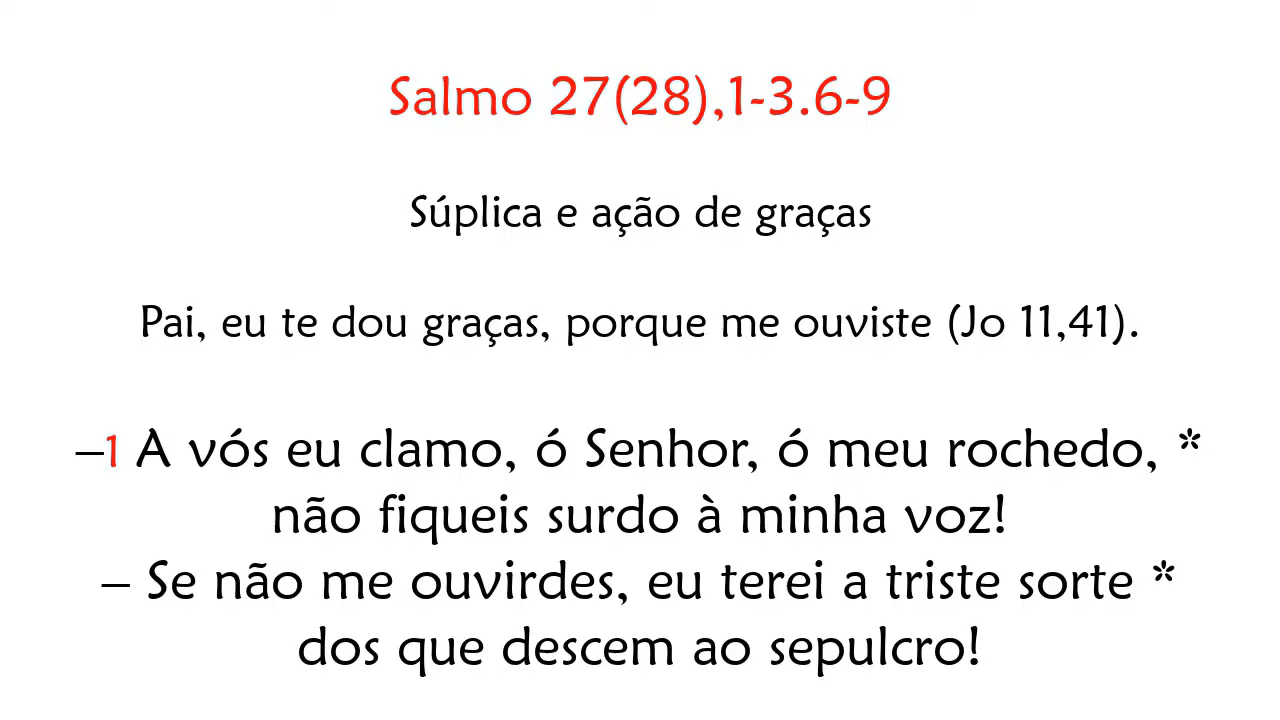 Salmo 27(28),1-3.6-9
Súplica e ação de graças
Pai, eu te dou graças, porque me ouviste (Jo 11,41).
–1 A vós eu clamo, ó Senhor, ó meu rochedo, *
não fiqueis surdo à minha voz!
– Se não me ouvirdes, eu terei a triste sorte *
dos que descem ao sepulcro!